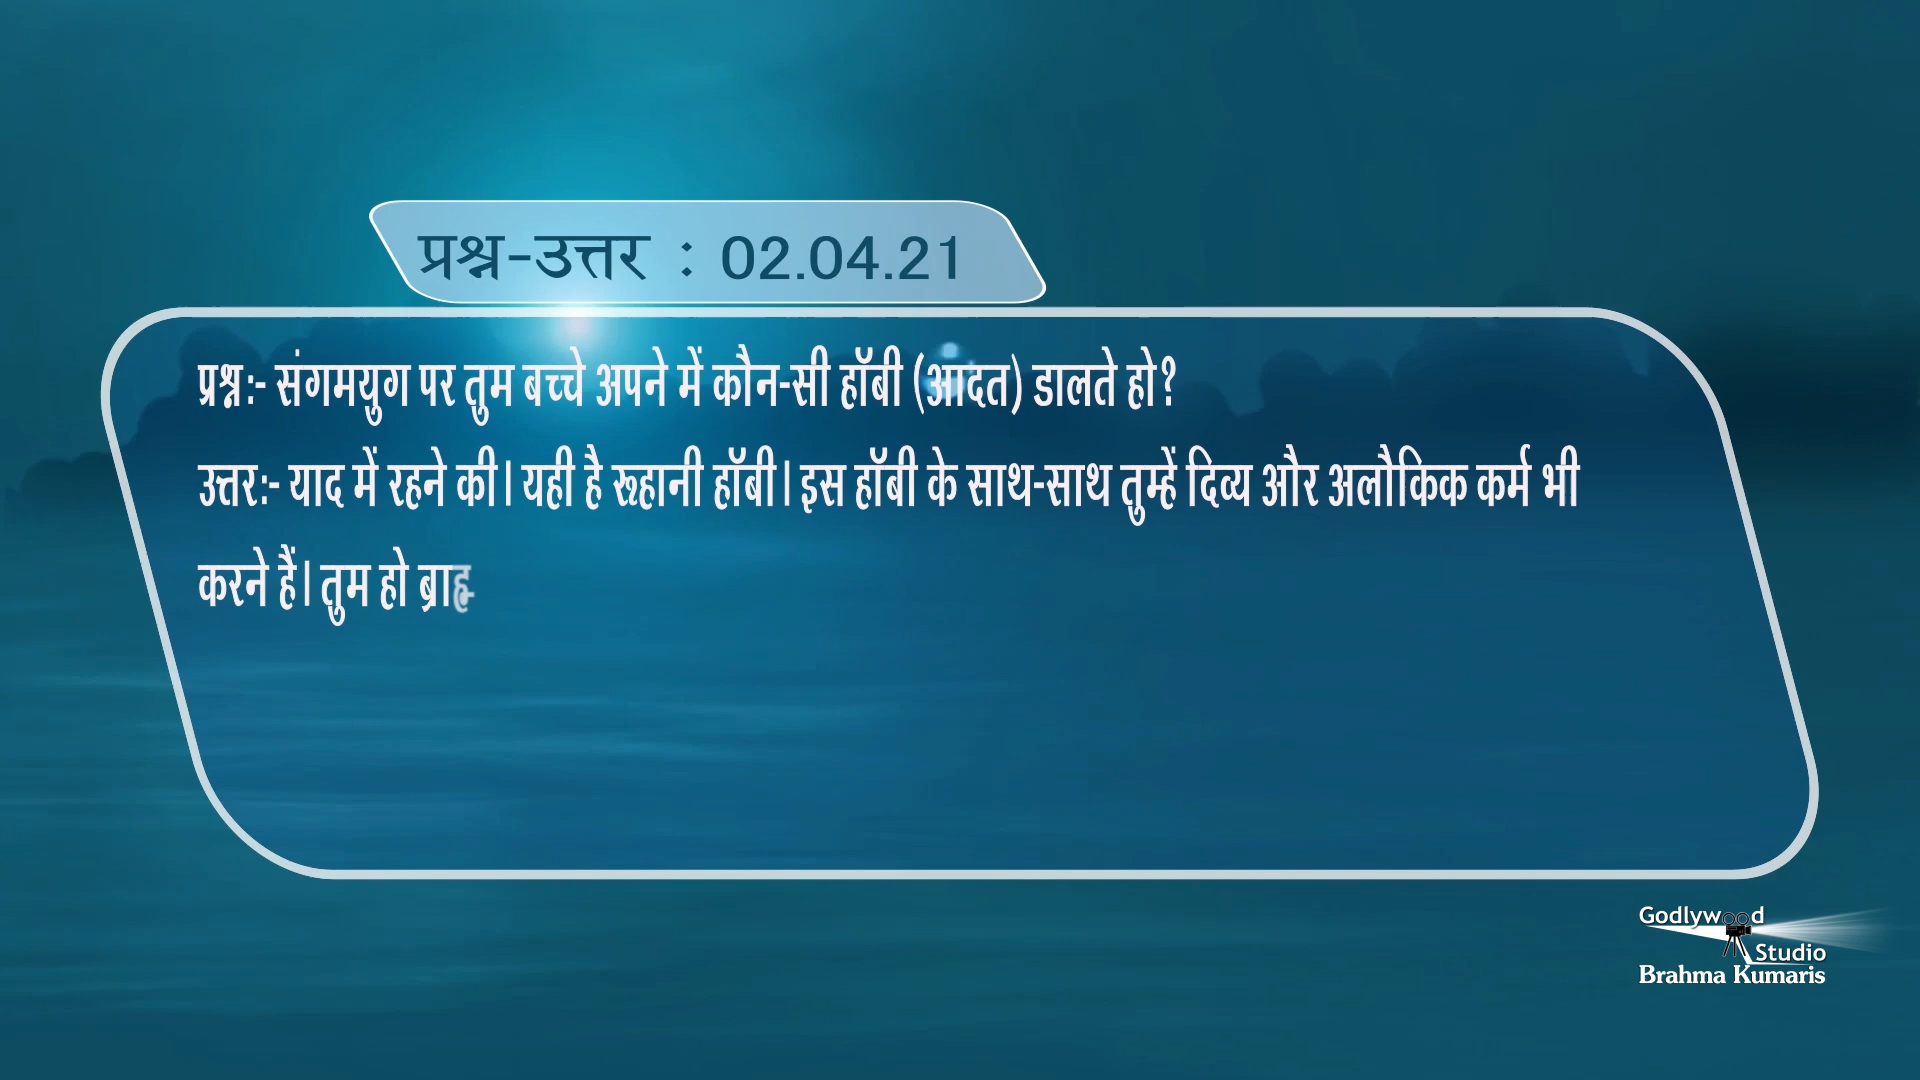 प्रश्न-उत्तर : 02.04.21
प्रश्न:- संगमयुग पर तुम बच्चे अपने में कौन-सी हॉबी (आदत) डालते हो?
उत्तर:- याद में रहने की। यही है रूहानी हॉबी। इस हॉबी के साथ-साथ तुम्हें दिव्य और अलौकिक कर्म भी
करने हैं। तुम हो
Godlywood
Studio
Brahma Kumaris